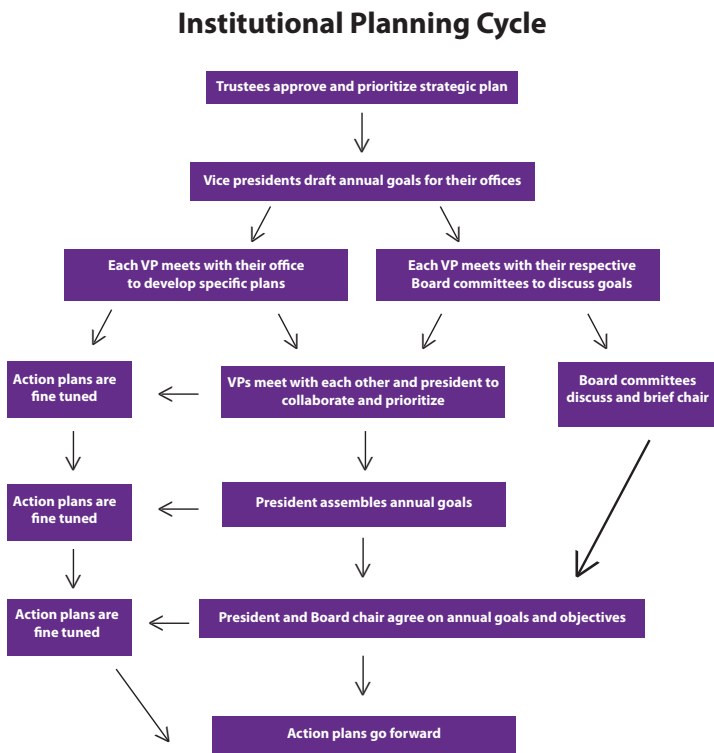 Institutional Planning Cycle
Trustees approve and prioritize strategic plan
Vice presidents draft annual goals for their offices
Each VP meets with their office
to develop specific plans
Each VP meets with their respective
Board committees to discuss goals
Action plans are
fine tuned
VPs meet with each other and president to
collaborate and prioritize
Board committees
discuss and brief chair
Action plans are
fine tuned
President assembles annual goals
Action plans are
fine tuned
President and Board chair agree on annual goals and objectives
Action plans go forward